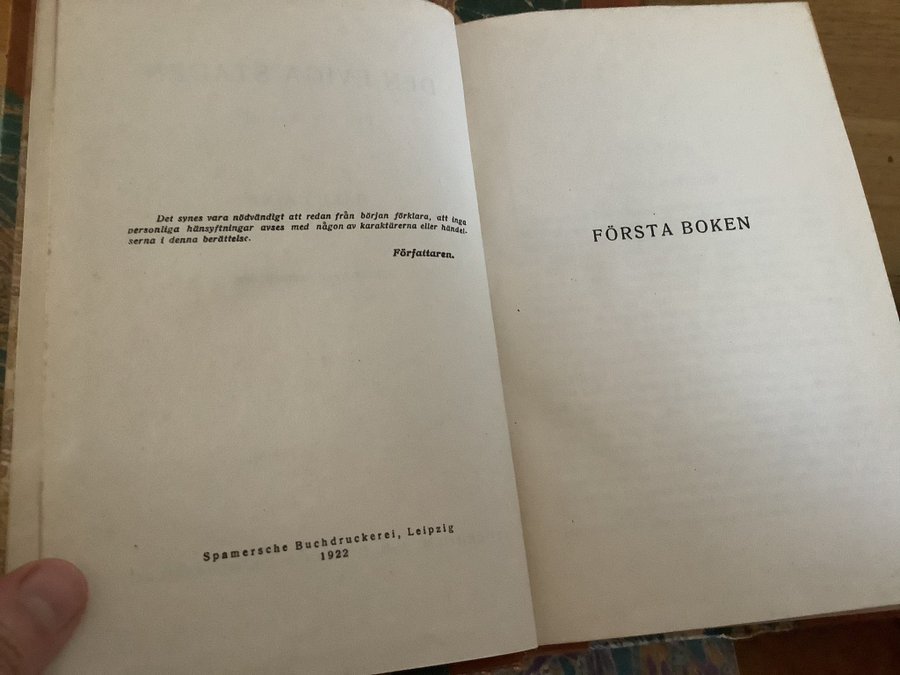 Det synes vara nödvändigt att redan från början förklara, att inga
personliga hänsyftningar avses med någon av karaktärerna eller händel-
serna i denna berättelse.
Författaren.
Spamersche Buchdruckerei, Leipzig
1922
FÖRSTA BOKEN